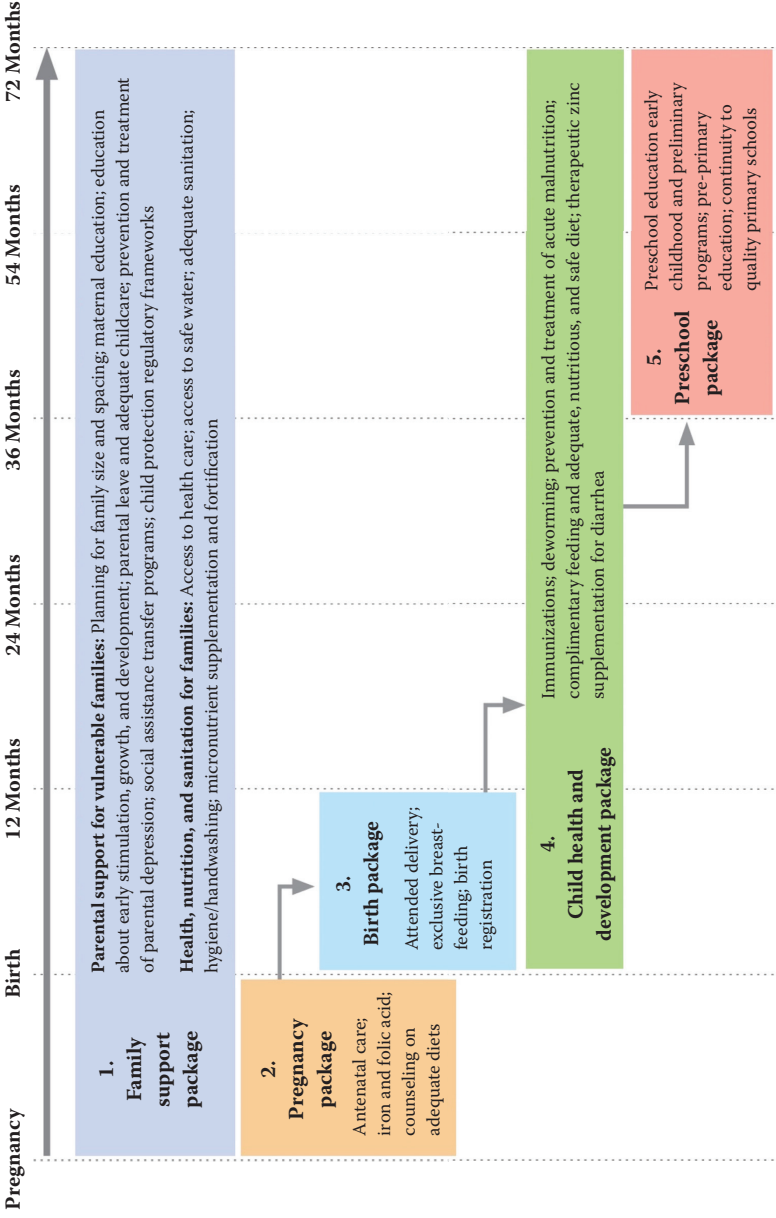 Pregnancy
Birth
12 Months
24 Months
36 Months
54 Months
72 Months
1.
Family
support
package
Parental support for vulnerable families: Planning for family size and spacing; maternal education; education
about early stimulation, growth, and development; parental leave and adequate childcare; prevention and treatment
of parental depression; social assistance transfer programs; child protection regulatory frameworks
Health, nutrition, and sanitation for families: Access to health care; access to safe water; adequate sanitation;
hygiene/handwashing; micronutrient supplementation and fortification
2.
Pregnancy
package
Antenatal care;
iron and folic acid;
counseling on
adequate diets
3.
Birth package
Attended delivery;
exclusive breast-
feeding; birth
registration
4.
Child health and
development package
Immunizations; deworming; prevention and treatment of acute malnutrition;
complimentary feeding and adequate, nutritious, and safe diet; therapeutic zinc
supplementation for diarrhea
5.
Preschool
package
Preschool education early
childhood and preliminary
programs; pre-primary
education; continuity to
quality primary schools